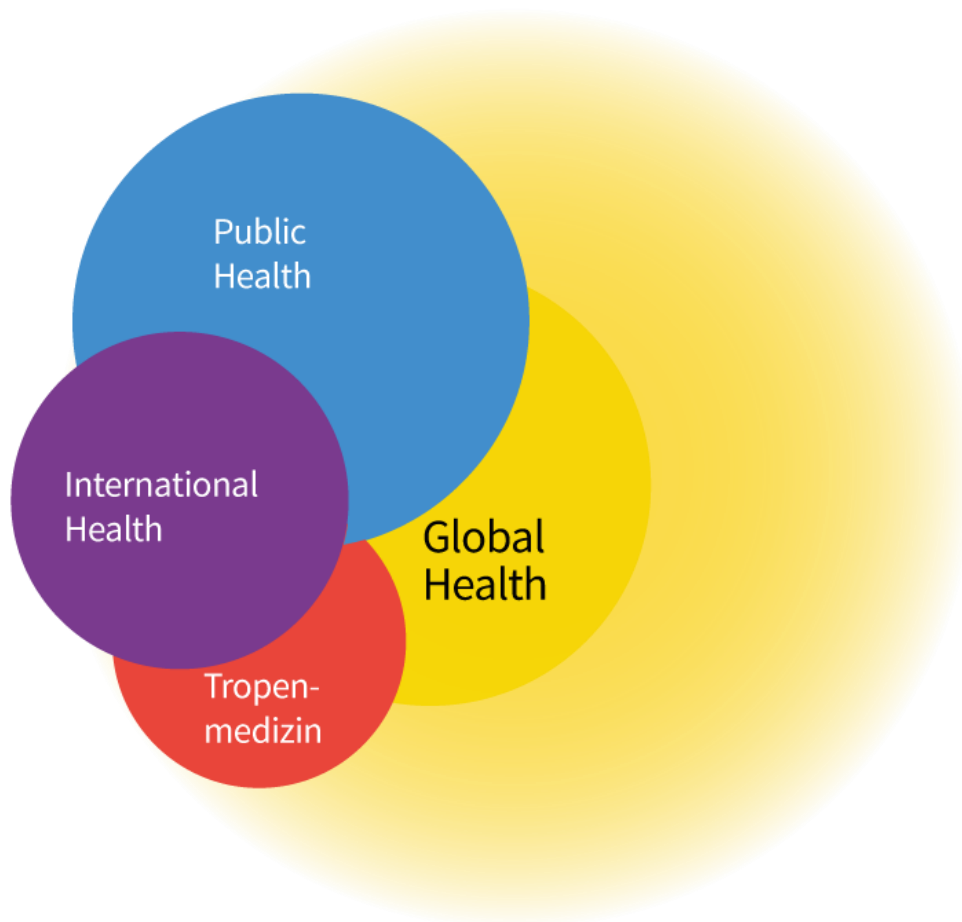 Public
Health
International
Health
Global
Health
Tropen-
medizin